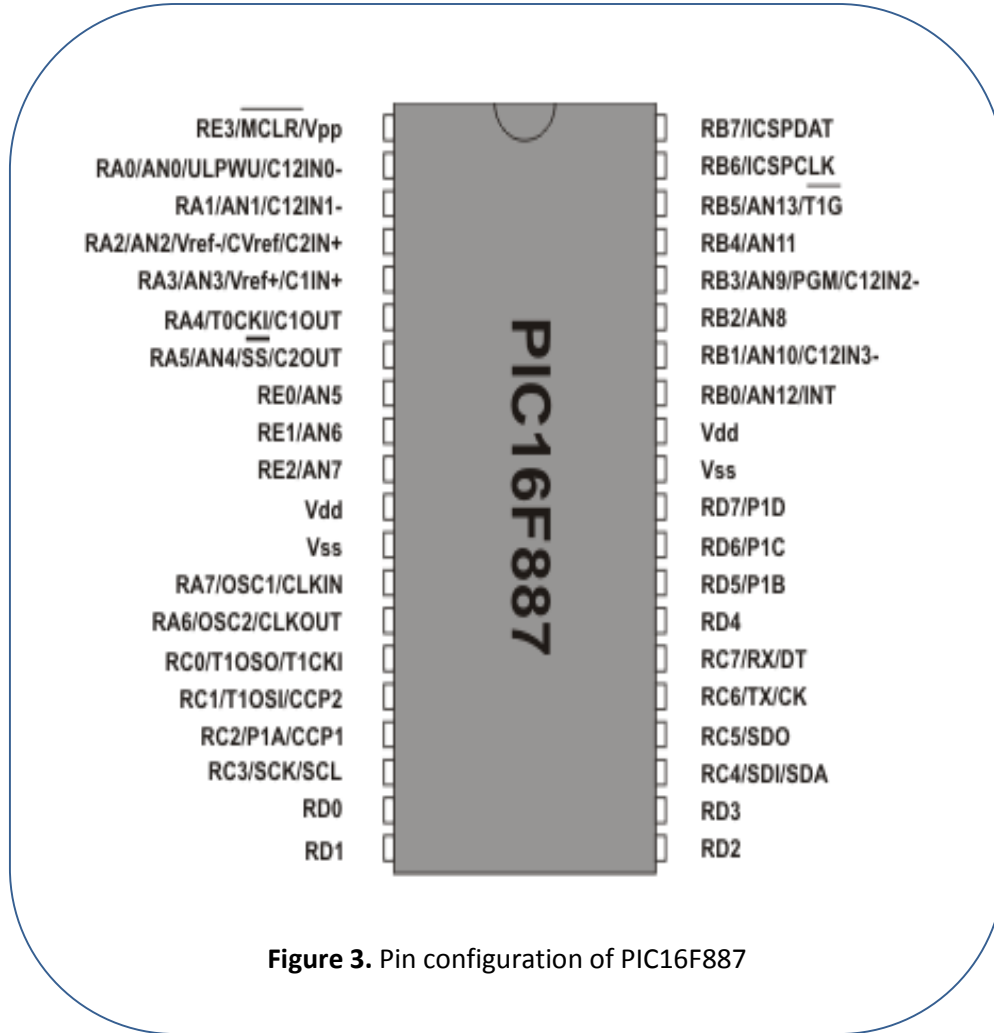 RE3/MCLR/Vpp
RA0/AN0/ULPWU/C12IN0-
RA1/AN1/C12IN1-
RA2/AN2/Vref-/CVref/C2IN+
RA3/AN3/Vref+/C1IN+
RA4/T0CKI/C1OUT
RA5/AN4/SS/C2OUT
RE0/AN5
RE1/AN6
RE2/AN7
Vdd
Vss
RA7/OSC1/CLKIN
RA6/OSC2/CLKOUT
RC0/T1OSO/T1CKI
RC1/T1OSI/CCP2
RC2/P1A/CCP1
RC3/SCK/SCL
RD0
RD1
PIC16F887
RB7/ICSPDAT
RB6/ICSPCLK
RB5/AN13/T1G
RB4/AN11
RB3/AN9/PGM/C12IN2-
RB2/AN8
RB1/AN10/C12IN3-
RB0/AN12/INT
Vdd
Vss
RD7/P1D
RD6/P1C
RD5/P1B
RD4
RC7/RX/DT
RC6/TX/CK
RC5/SDO
RC4/SDI/SDA
RD3
RD2
Figure 3. Pin configuration of PIC16F887